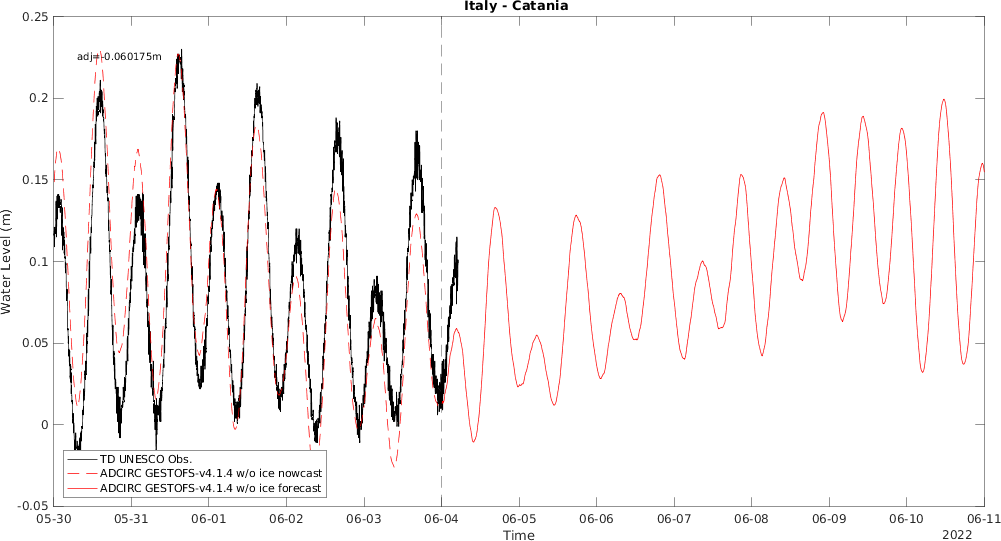 Italy - Catania
0.25
adj=-0.060175m
0.2
0.15
0.1
0.05
0
-0.05
Water Level (m)
TD UNESCO Obs.
ADCIRC GESTOFS-v4.1.4 w/o ice nowcast
ADCIRC GESTOFS-v4.1.4 w/o ice forecast
05-30 05-31 06-01 06-02 06-03 06-04 06-05 06-06 06-07 06-08 06-09 06-10 06-11
Time
2022